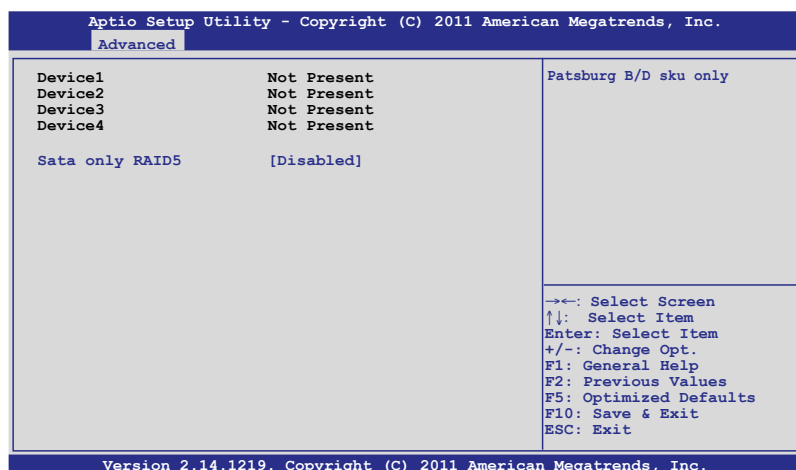 Aptio Setup Utility - Copyright (C) 2011 American Megatrends, Inc.
Advanced
Device1 Not Present
Device2 Not Present
Device3 Not Present
Device4 Not Present
Sata only RAID5 [Disabled]
Patsburg B/D sku only
→←: Select Screen
↑↓: Select Item
Enter: Select Item
+/-: Change Opt.
F1: General Help
F2: Previous Values
F5: Optimized Defaults
F10: Save & Exit
ESC: Exit
Version 2.14.1219. Copyright (C) 2011 American Megatrends, Inc.